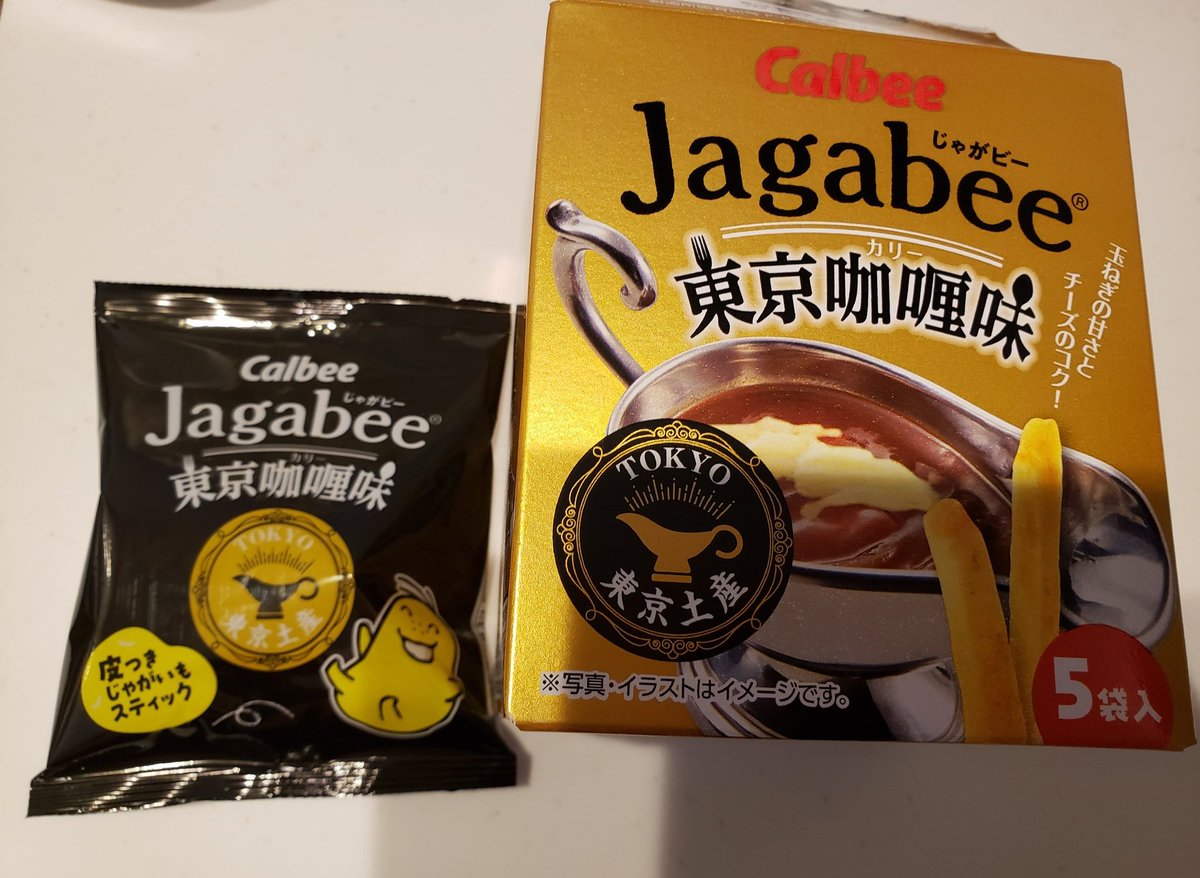 Calbee
Jagabee®
じゃがビー
カリー
東京咖喱味
TOKYO
東京土産
皮つき
じゃがいも
スティック
Calbee
じゃがビー
Jagabee®
カリー
東京咖喱味
玉ねぎの甘さと
チーズのコク!
TOKYO
東京土産
※写真・イラストはイメージです。
5袋入